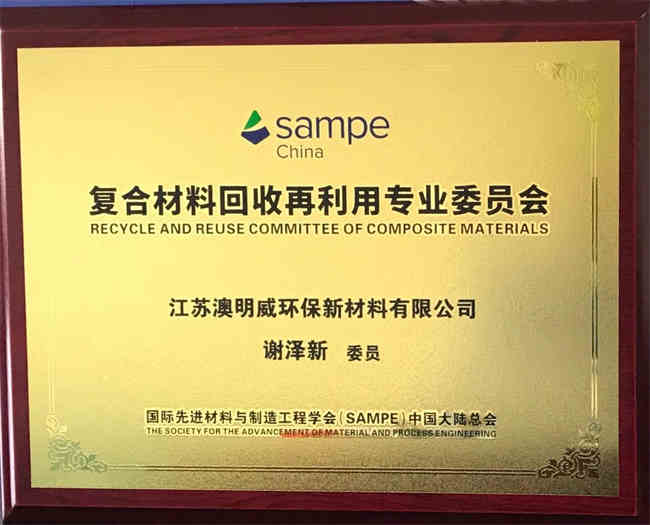 sampe
China
复合材料回收再利用专业委员会
RECYCLE AND REUSE COMMITTEE OF COMPOSITE MATERIALS
江苏澳明威环保新材料有限公司
谢泽新 委员
国际先进材料与制造工程学会(SAMPE)中国大陆总会
THE SOCIETY FOR THE ADVANCEMENT OF MATERIAL AND PROCESS ENGINEERING